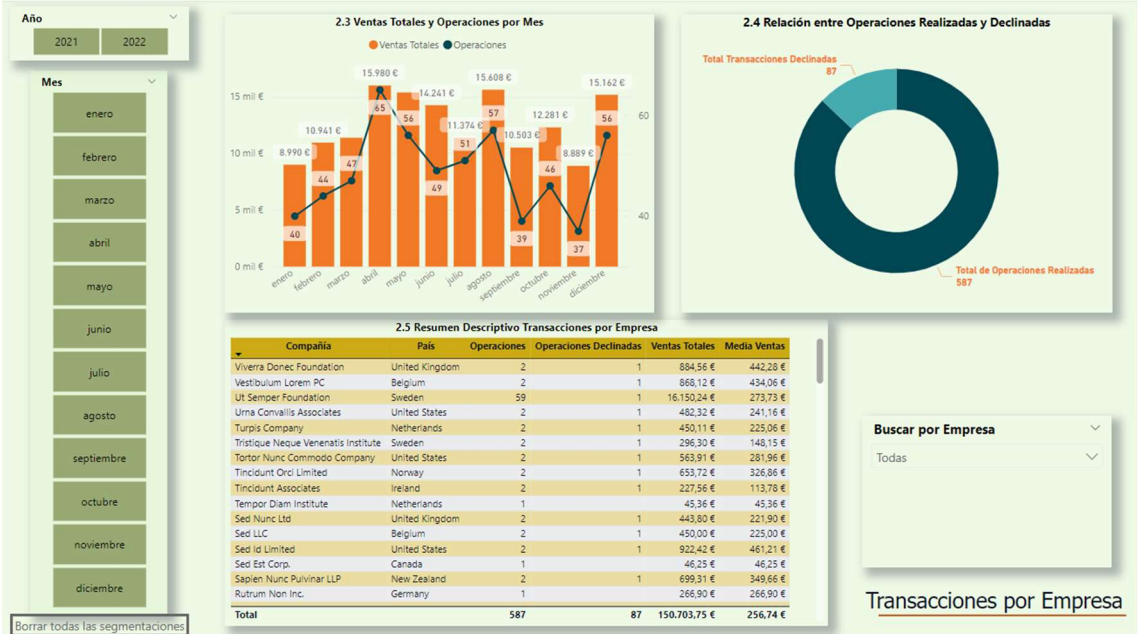 Año
2021 2022
Mes
enero
febrero
marzo
abril
mayo
junio
julio
agosto
septiembre
octubre
noviembre
diciembre
Borrar todas las segmentaciones
2.3 Ventas Totales y Operaciones por Mes
Ventas Totales Operaciones
15 mil €
10 mil €
5 mil €
0 mil €
60
40
8.990 €
10.941 €
15.980 €
14.241 €
11.374 €
15.608 €
10.503 €
12.281 €
8.889 €
15.162 €
40
44
47
65
56
49
51
57
39
46
37
56
enero
febrero
marzo
abril
mayo
junio
julio
agosto
septiembre
octubre
noviembre
diciembre
2.4 Relación entre Operaciones Realizadas y Declinadas
Total Transacciones Declinadas
87
Total de Operaciones Realizadas
587
2.5 Resumen Descriptivo Transacciones por Empresa
Compañía País Operaciones Operaciones Declinadas Ventas Totales Media Ventas
Viverra Donec Foundation United Kingdom 2 1 884,56 € 442,28 €
Vestibulum Lorem PC Belgium 2 1 868,12 € 434,06 €
Ut Semper Foundation Sweden 59 1 16.150,24 € 273,73 €
Urna Convallis Associates United States 2 1 482,32 € 241,16 €
Turpis Company Netherlands 2 1 450,11 € 225,06 €
Tristique Neque Venenatis Institute Sweden 2 1 296,30 € 148,15 €
Tortor Nunc Commodo Company United States 2 1 563,91 € 281,96 €
Tincidunt Orci Limited Norway 2 1 653,72 € 326,86 €
Tincidunt Associates Ireland 2 1 227,56 € 113,78 €
Tempor Diam Institute Netherlands 1 45,36 € 45,36 €
Sed Nunc Ltd United Kingdom 2 1 443,80 € 221,90 €
Sed LLC Belgium 2 1 450,00 € 225,00 €
Sed Id Limited United States 2 1 922,42 € 461,21 €
Sed Est Corp. Canada 1 46,25 € 46,25 €
Sapien Nunc Pulvinar LLP New Zealand 2 1 699,31 € 349,66 €
Rutrum Non Inc. Germany 1 266,90 € 266,90 €
Total 587 87 150.703,75 € 256,74 €
Buscar por Empresa
Todas
Transacciones por Empresa